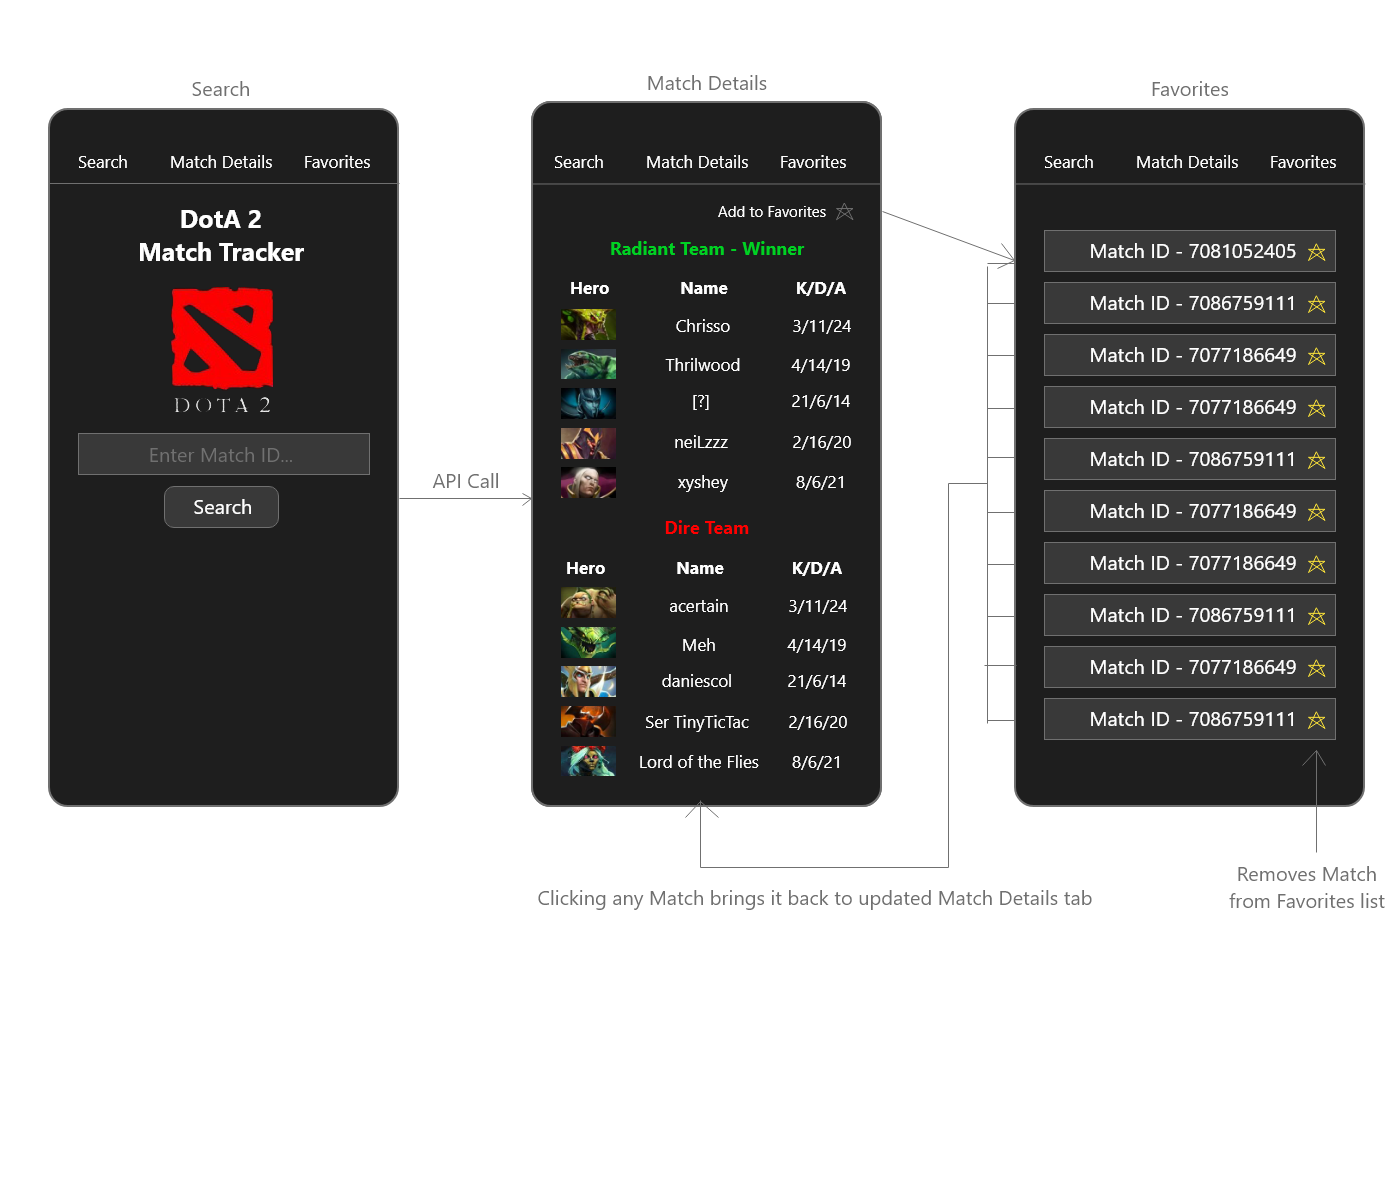 Search
Search Match Details Favorites
DotA 2
Match Tracker
DOTA 2
Enter Match ID...
Search
API Call
Match Details
Search Match Details Favorites
Add to Favorites
Radiant Team - Winner
Hero Name K/D/A
Chrisso 3/11/24
Thrilwood 4/14/19
[?] 21/6/14
neiLzzz 2/16/20
xyshey 8/6/21
Dire Team
Hero Name K/D/A
acertain 3/11/24
Meh 4/14/19
daniescol 21/6/14
Ser TinyTicTac 2/16/20
Lord of the Flies 8/6/21
Clicking any Match brings it back to updated Match Details tab
Favorites
Search Match Details Favorites
Match ID - 7081052405
Match ID - 7086759111
Match ID - 7077186649
Match ID - 7077186649
Match ID - 7086759111
Match ID - 7077186649
Match ID - 7077186649
Match ID - 7086759111
Match ID - 7077186649
Match ID - 7086759111
Removes Match
from Favorites list